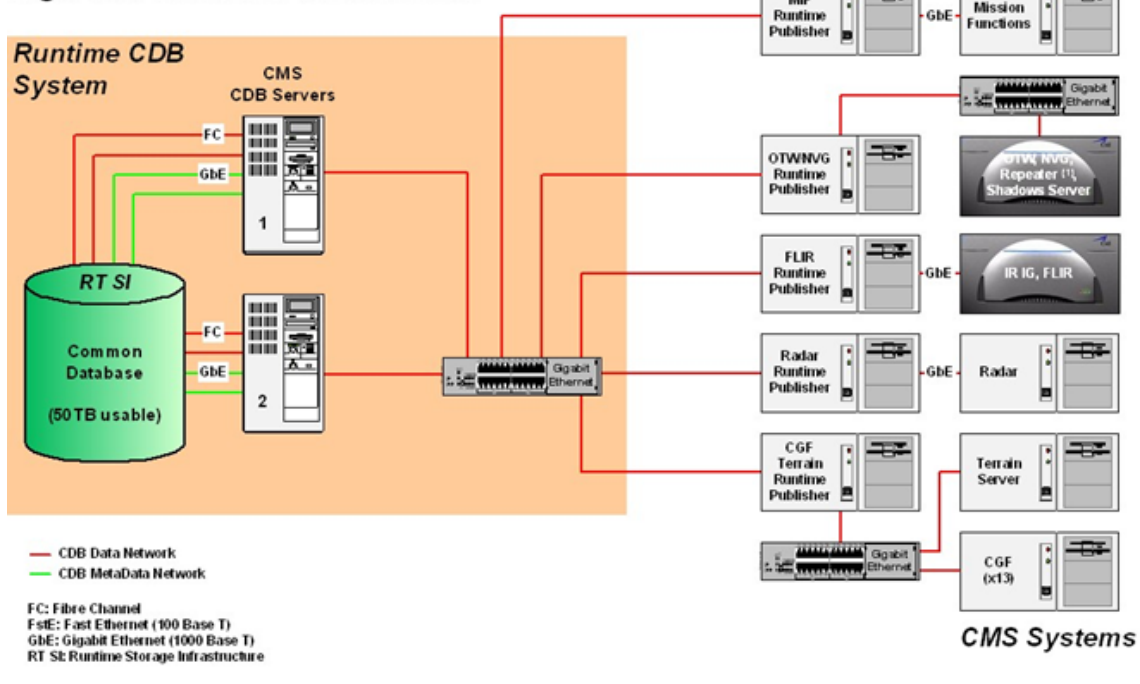 Runtime
Publisher
GbE
Mission
Functions
Runtime CDB
System
CMS
CDB Servers
FC
GbE
1
RT SI
Common
Database
(50TB usable)
FC
GbE
2
Gigabit
Ethernet
Gigabit
Ethernet
OTW/NVG
Runtime
Publisher
OTW, NVG,
Repeater [1],
Shadows Server
FLIR
Runtime
Publisher
GbE
IR IG, FLIR
Radar
Runtime
Publisher
GbE
Radar
CGF
Terrain
Runtime
Publisher
Terrain
Server
Gigabit
Ethernet
CGF
(x13)
CMS Systems
CDB Data Network
CDB MetaData Network
FC: Fibre Channel
FstE: Fast Ethernet (100 Base T)
GbE: Gigabit Ethernet (1000 Base T)
RT SI: Runtime Storage Infrastructure